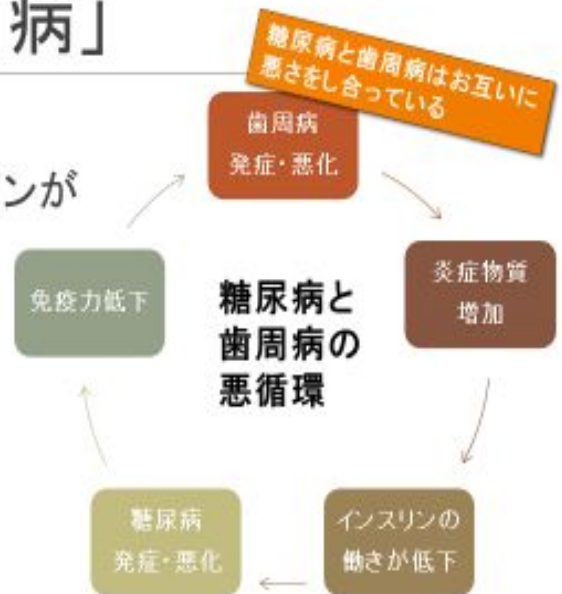 病」
糖尿病と歯周病はお互いに
悪さをし合っている
歯周病
発症・悪化
ンが
炎症物質
増加
免疫力低下
糖尿病と
歯周病の
悪循環
糖尿病
発症・悪化
インスリンの
働きが低下